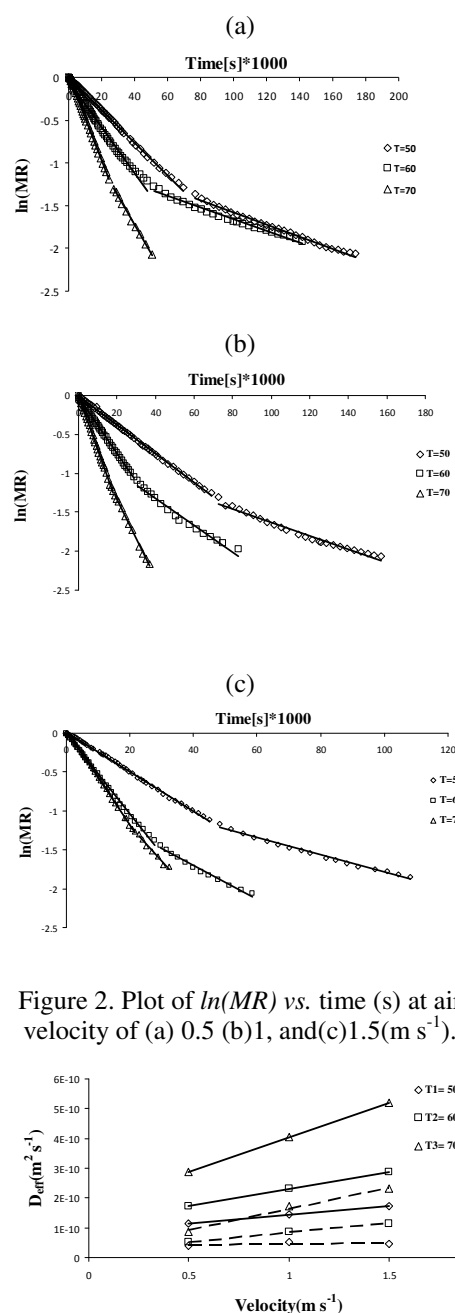 (a)
Time[s]*1000
0 20 40 60 80 100 120 140 160 180 200
0
-0.5
-1
-1.5
-2
-2.5
ln(MR)
T=50
T=60
T=70
(b)
Time[s]*1000
0 20 40 60 80 100 120 140 160 180
0
-0.5
-1
-1.5
-2
-2.5
ln(MR)
T=50
T=60
T=70
(c)
Time[s]*1000
0 20 40 60 80 100 120
0
-0.5
-1
-1.5
-2
-2.5
ln(MR)
T=5
T=6
T=7
Figure 2. Plot of ln(MR) vs. time (s) at air
velocity of (a) 0.5 (b)1, and(c)1.5(m s⁻¹).
6E-10
5E-10
4E-10
3E-10
2E-10
1E-10
0
D_eff(m² s⁻¹)
T1= 50
T2= 60
T3= 70
0 0.5 1 1.5
Velocity(m s⁻¹)